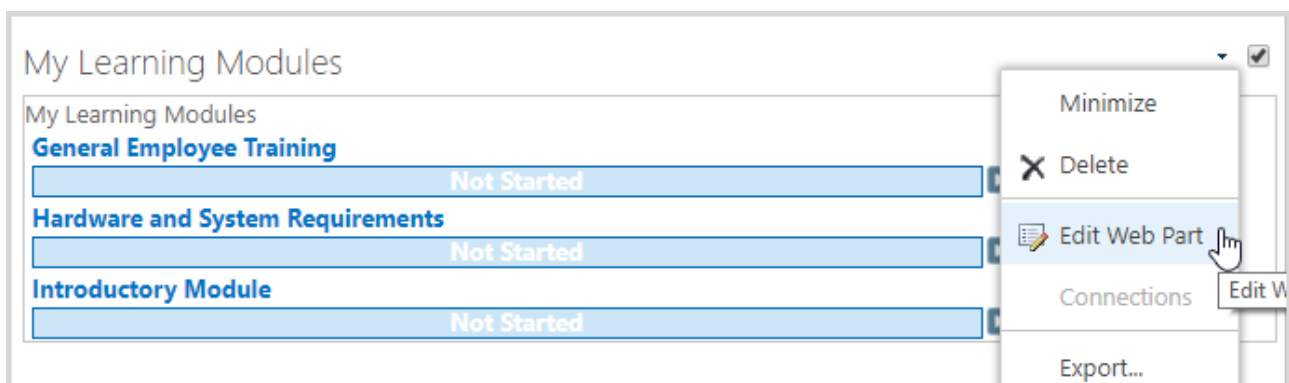 My Learning Modules
My Learning Modules
General Employee Training
Not Started
Hardware and System Requirements
Not Started
Introductory Module
Not Started
Minimize
Delete
Edit Web Part
Connections
Edit W
Export...